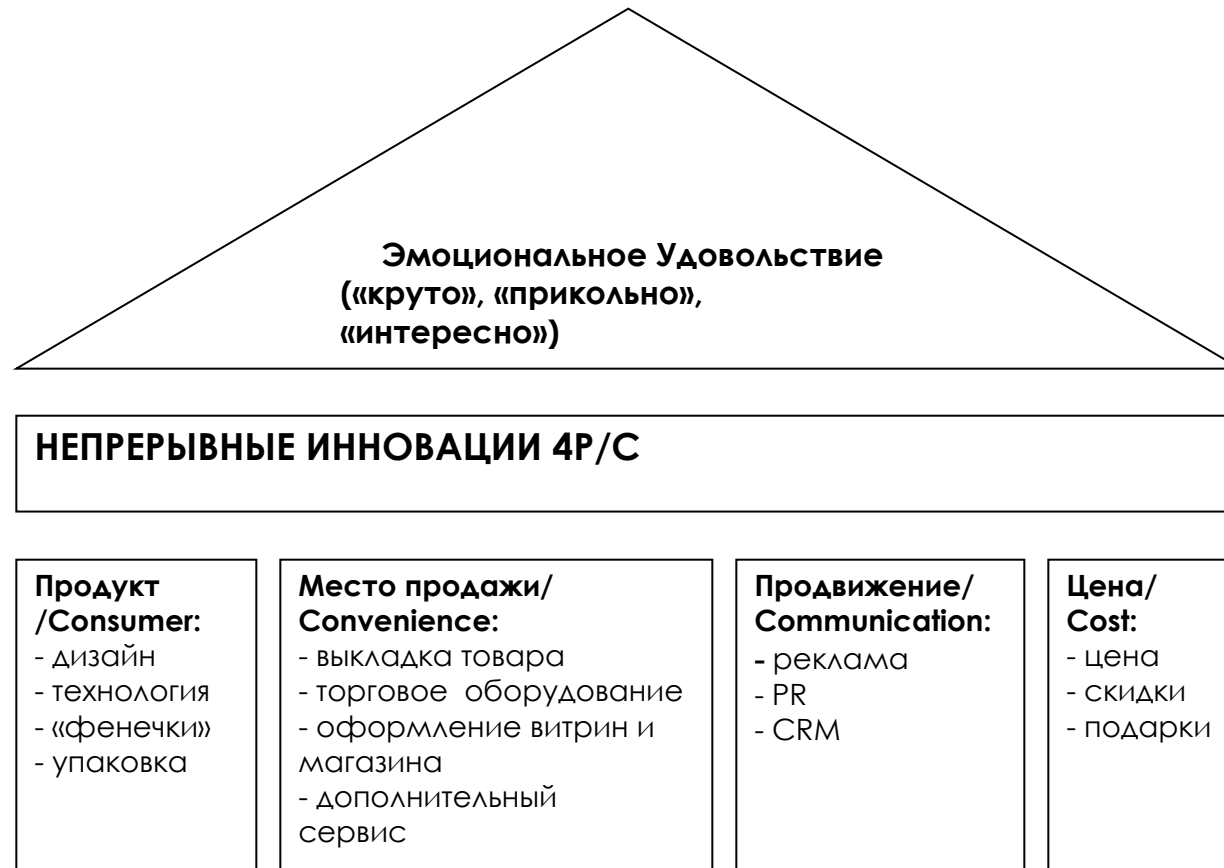 Эмоциональное Удовольствие
(«круто», «прикольно»,
«интересно»)
НЕПРЕРЫВНЫЕ ИННОВАЦИИ 4P/C
Продукт
/Consumer:
- дизайн
- технология
- «фенечки»
- упаковка
Место продажи/
Convenience:
- выкладка товара
- торговое оборудование
- оформление витрин и
магазина
- дополнительный
сервис
Продвижение/
Communication:
- реклама
- PR
- CRM
Цена/
Cost:
- цена
- скидки
- подарки